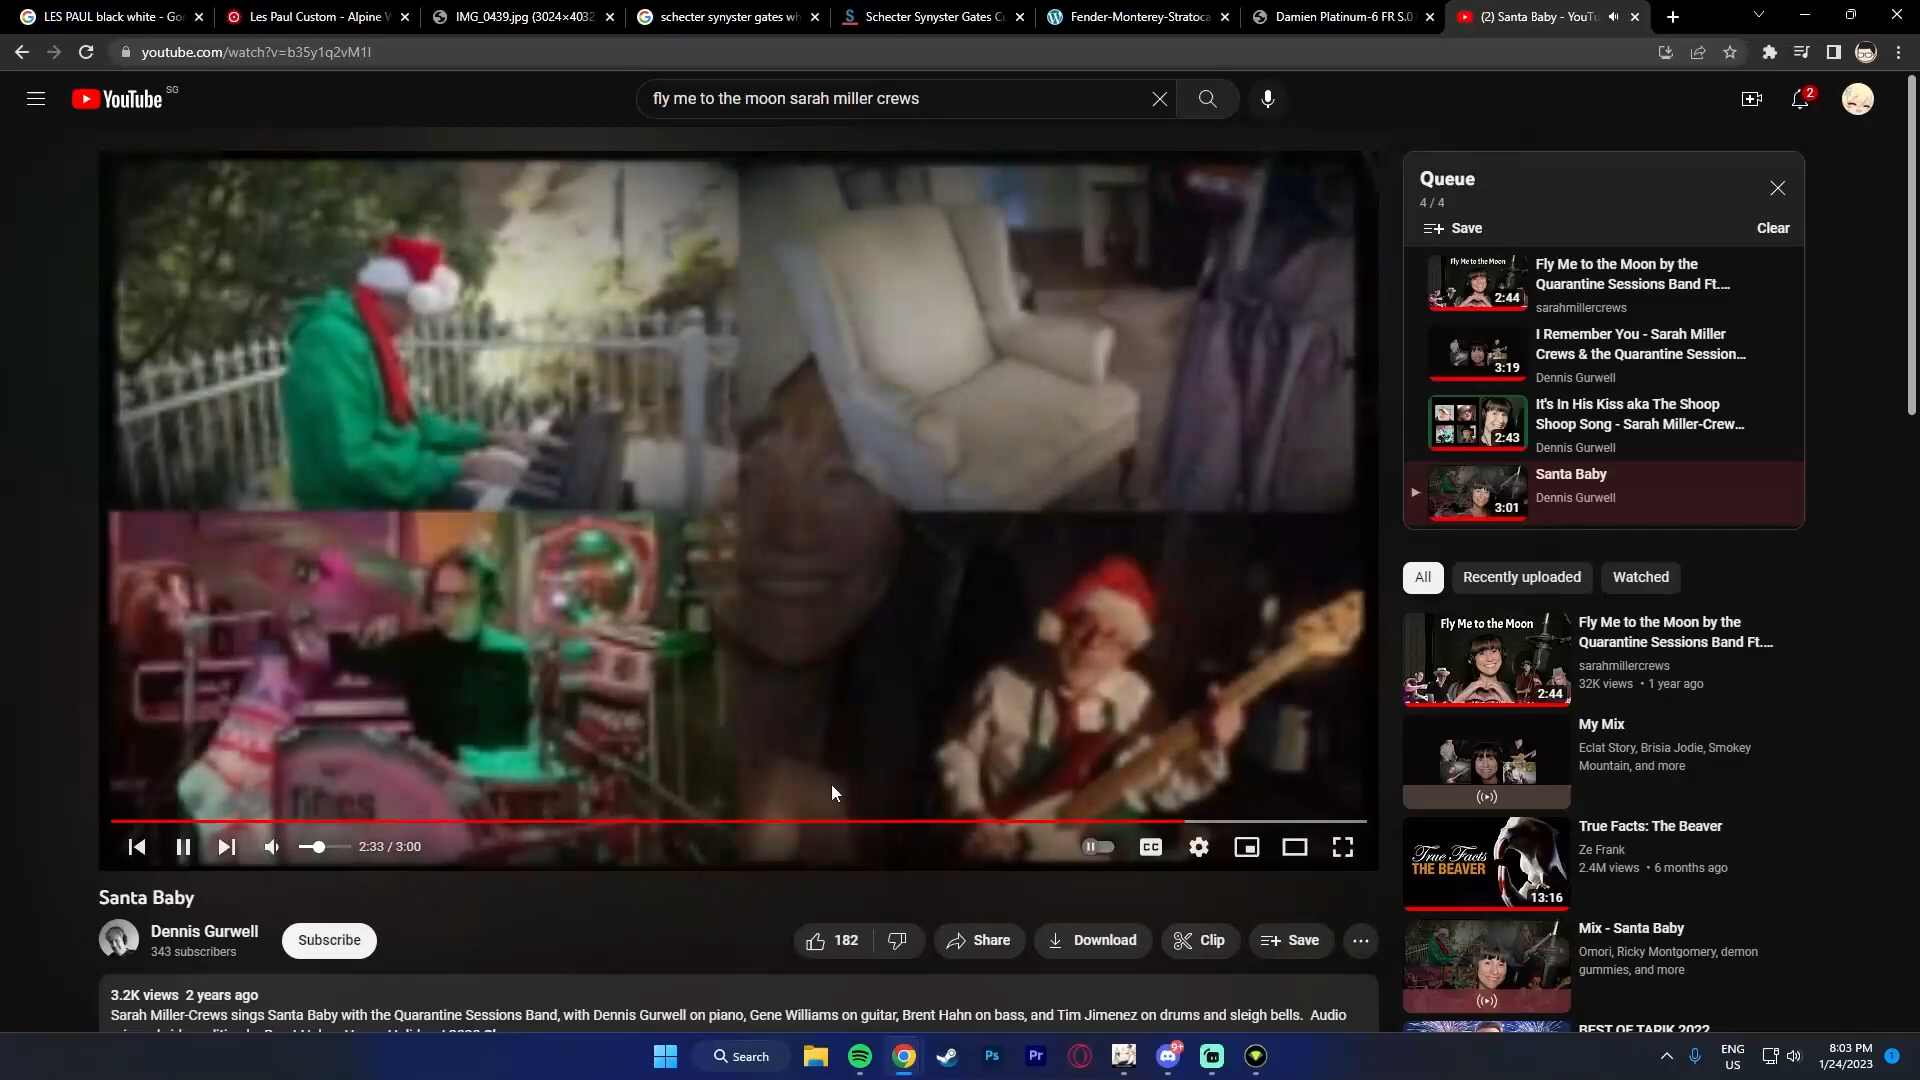 LES PAUL black white - Go
Les Paul Custom - Alpine W
IMG_0439.jpg (3024×4032
schecter synyster gates wh
Schecter Synyster Gates Cu
Fender-Monterey-Stratoca
Damien Platinum-6 FR S.01
(2) Santa Baby - YouTu
youtube.com/watch?v=b35y1q2vM1I
YouTube SG
fly me to the moon sarah miller crews
2
Queue
4 / 4
Save
Clear
Fly Me to the Moon
2:44
Fly Me to the Moon by the
Quarantine Sessions Band Ft....
sarahmillercrews
3:19
I Remember You - Sarah Miller
Crews & the Quarantine Session...
Dennis Gurwell
2:43
It's In His Kiss aka The Shoop
Shoop Song - Sarah Miller-Crew...
Dennis Gurwell
3:01
Santa Baby
Dennis Gurwell
All
Recently uploaded
Watched
Fly Me to the Moon
2:44
Fly Me to the Moon by the
Quarantine Sessions Band Ft....
sarahmillercrews
32K views • 1 year ago
My Mix
Eclat Story, Brisia Jodie, Smokey
Mountain, and more
True Facts:
THE BEAVER
13:16
True Facts: The Beaver
Ze Frank
2.4M views • 6 months ago
Mix - Santa Baby
Omori, Ricky Montgomery, demon
gummies, and more
BEST OF TARIK 2022
fibes
2:33 / 3:00
CC
Santa Baby
Dennis Gurwell
343 subscribers
Subscribe
182
Share
Download
Clip
Save
3.2K views 2 years ago
Sarah Miller-Crews sings Santa Baby with the Quarantine Sessions Band, with Dennis Gurwell on piano, Gene Williams on guitar, Brent Hahn on bass, and Tim Jimenez on drums and sleigh bells. Audio
Search
Ps
Pr
9+
ENG
US
8:03 PM
1/24/2023
1